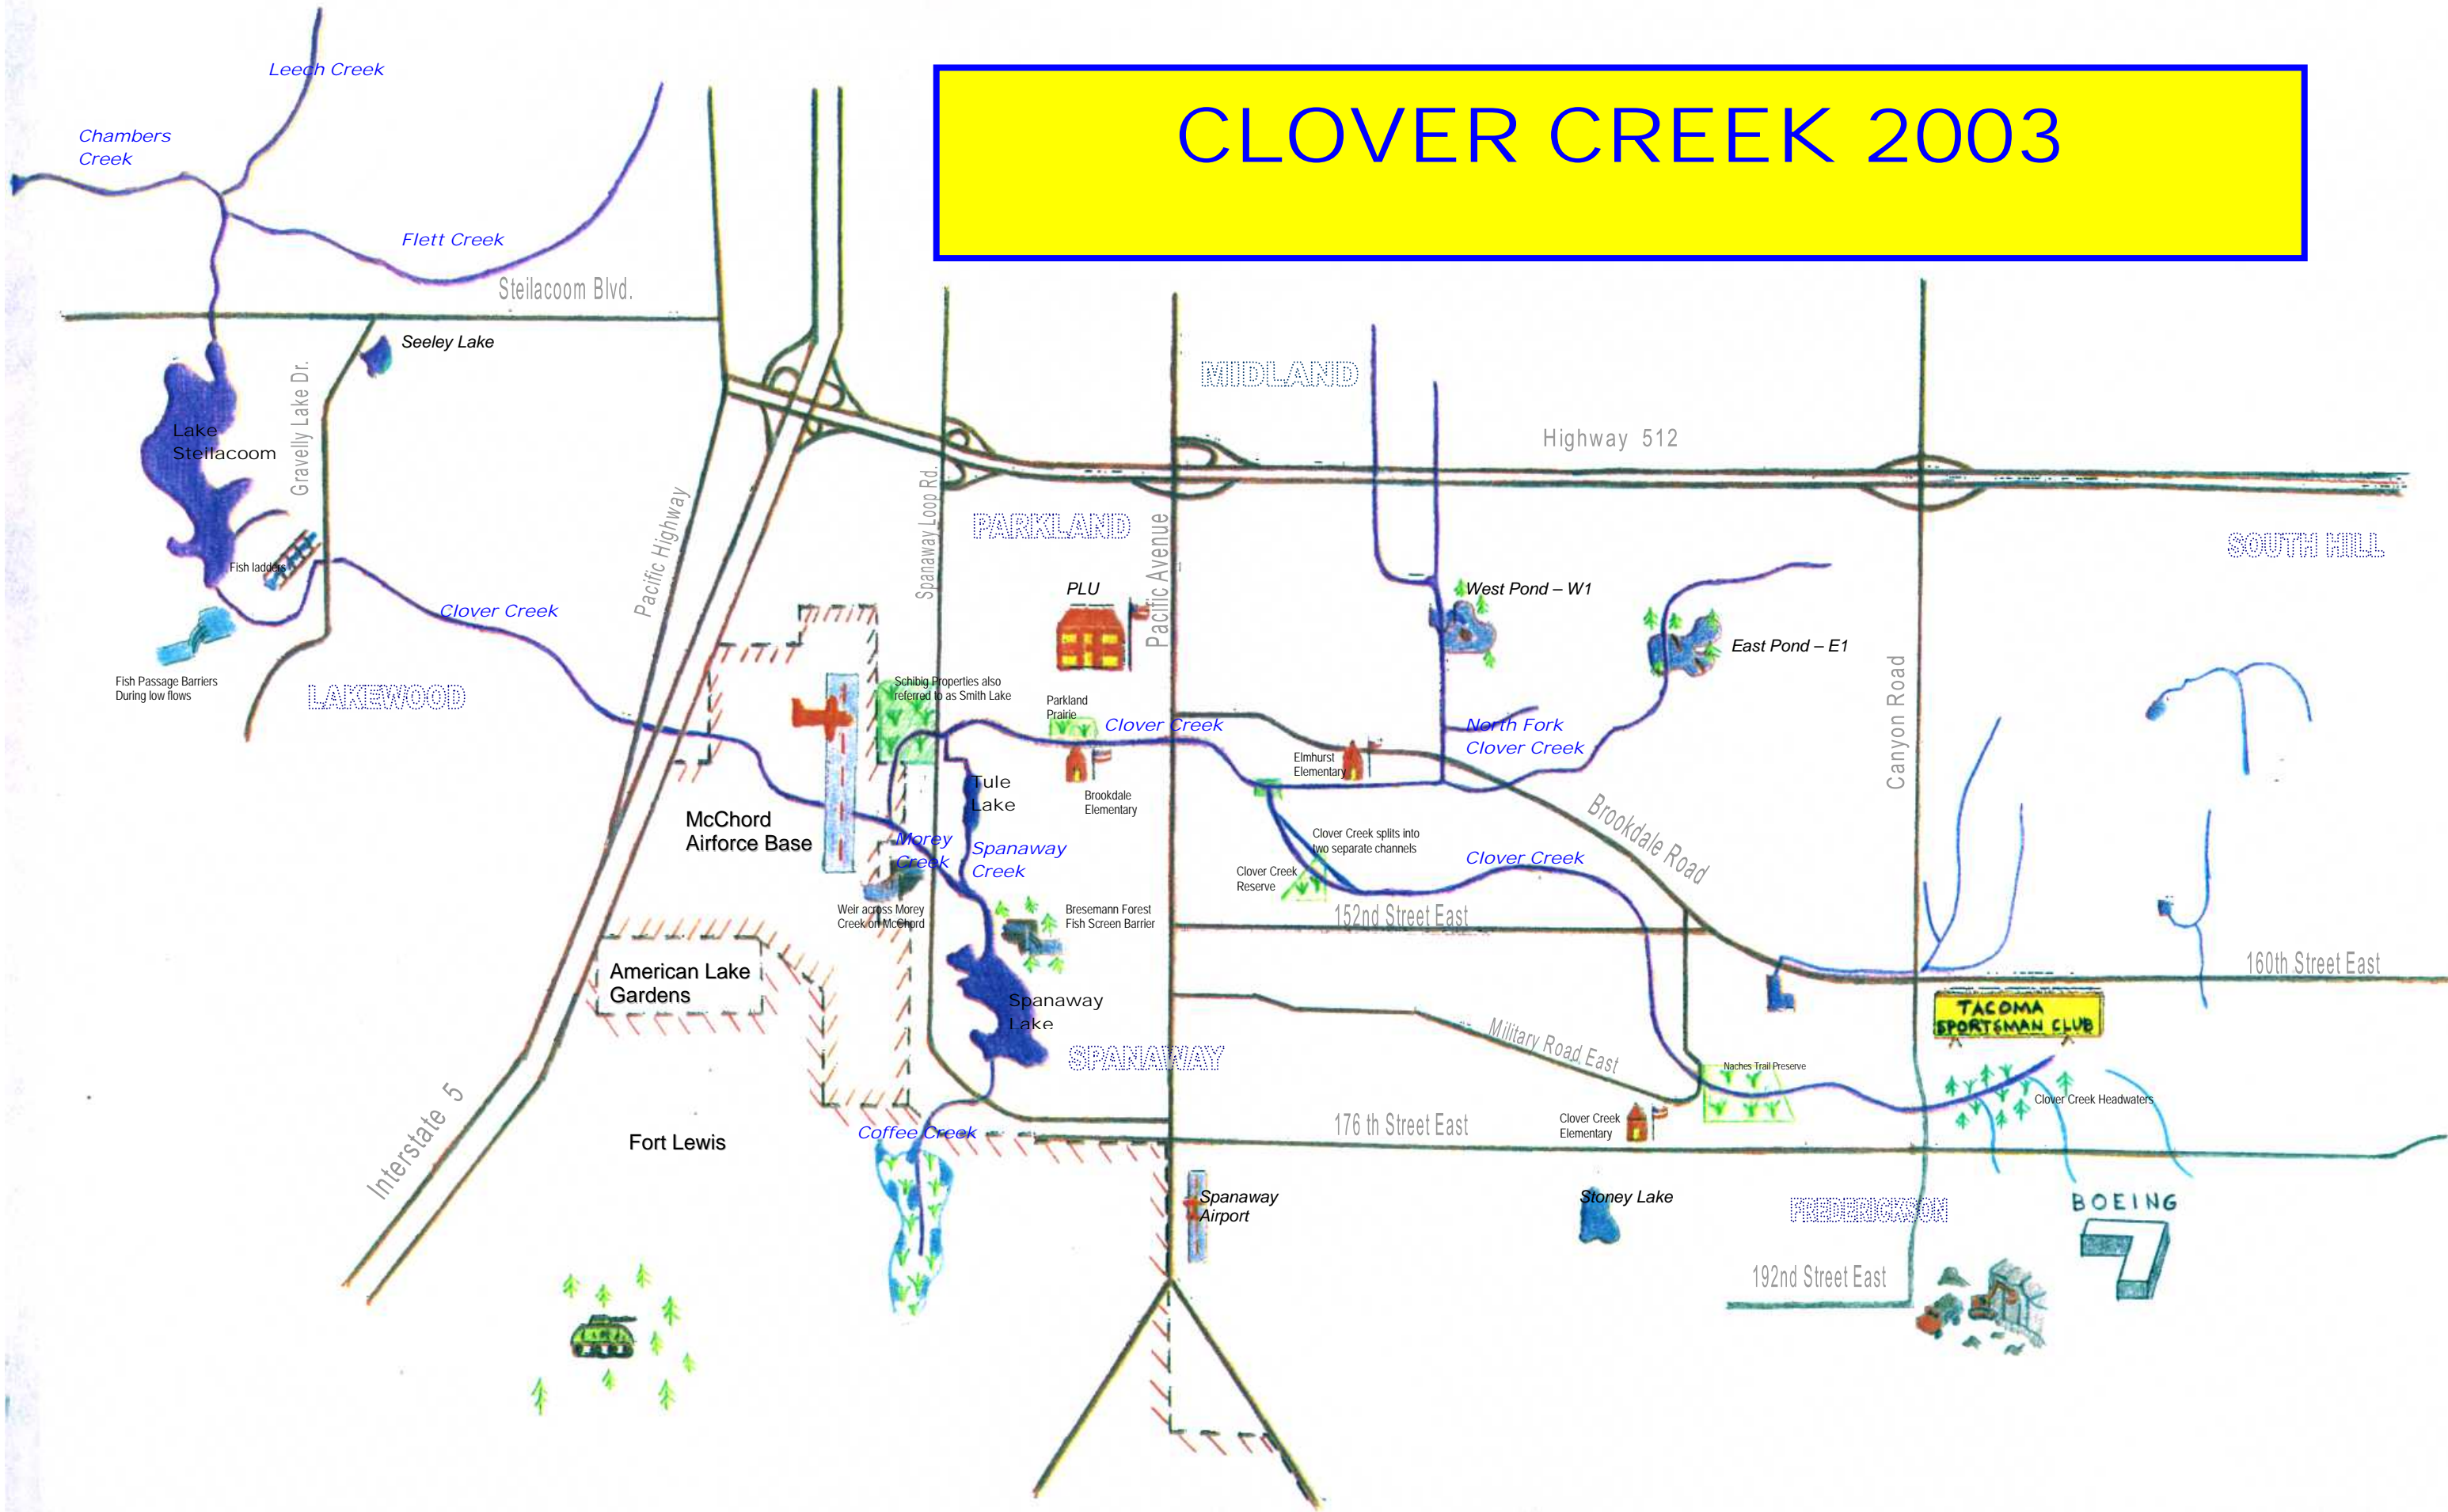 CLOVER CREEK 2003
Leech Creek
Chambers
Creek
Flett Creek
Steilacoom Blvd.
Seeley Lake
Gravelly Lake Dr.
Lake
Steilacoom
MIDLAND
Highway 512
Pacific Highway
Spanaway Loop Rd.
PARKLAND
Pacific Avenue
SOUTH HILL
Fish ladders
Clover Creek
PLU
West Pond – W1
East Pond – E1
Fish Passage Barriers
During low flows
LAKEWOOD
Schibig Properties also
referred to as Smith Lake
Parkland
Prairie
Clover Creek
North Fork
Clover Creek
Canyon Road
Elmhurst
Elementary
Tule
Lake
Brookdale
Elementary
McChord
Airforce Base
Morey
Creek
Spanaway
Creek
Clover Creek splits into
two separate channels
Brookdale Road
Clover Creek
Clover Creek
Reserve
Weir across Morey
Creek on McChord
Bresemann Forest
Fish Screen Barrier
152nd Street East
160th Street East
American Lake
Gardens
Spanaway
Lake
TACOMA
SPORTSMAN CLUB
Military Road East
SPANAWAY
Naches Trail Preserve
Clover Creek Headwaters
Interstate 5
Fort Lewis
Coffee Creek
176 th Street East
Clover Creek
Elementary
Spanaway
Airport
Stoney Lake
FREDERICKSON
BOEING
192nd Street East